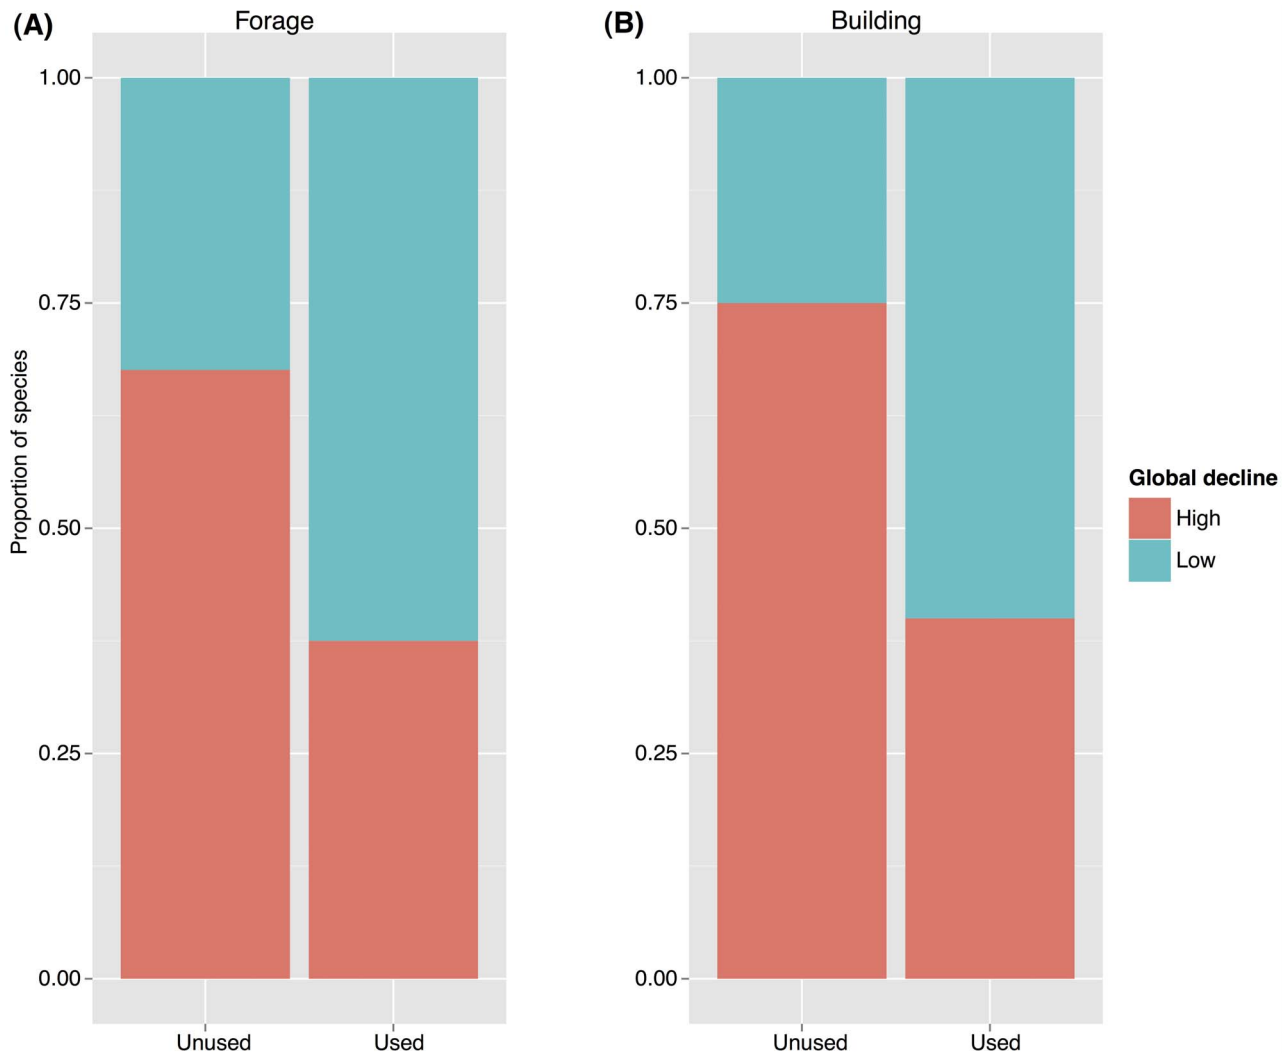 (A) Forage
(B) Building
1.00
0.75
0.50
0.25
0.00
Proportion of species
Unused Used
1.00
0.75
0.50
0.25
0.00
Unused Used
Global decline
High
Low